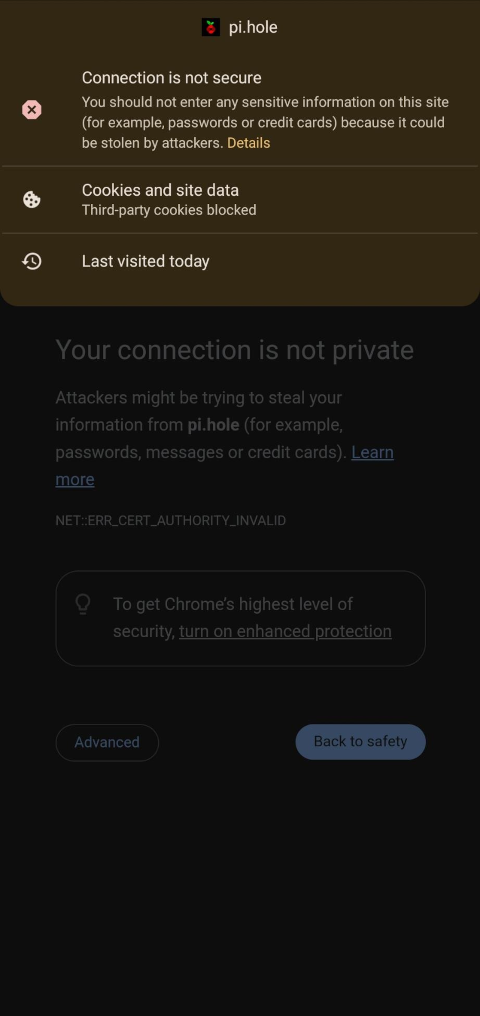 pi.hole
Connection is not secure
You should not enter any sensitive information on this site
(for example, passwords or credit cards) because it could
be stolen by attackers. Details
Cookies and site data
Third-party cookies blocked
Last visited today
Your connection is not private
Attackers might be trying to steal your
information from pi.hole (for example,
passwords, messages or credit cards). Learn
more
NET::ERR_CERT_AUTHORITY_INVALID
To get Chrome's highest level of
security, turn on enhanced protection
Advanced
Back to safety